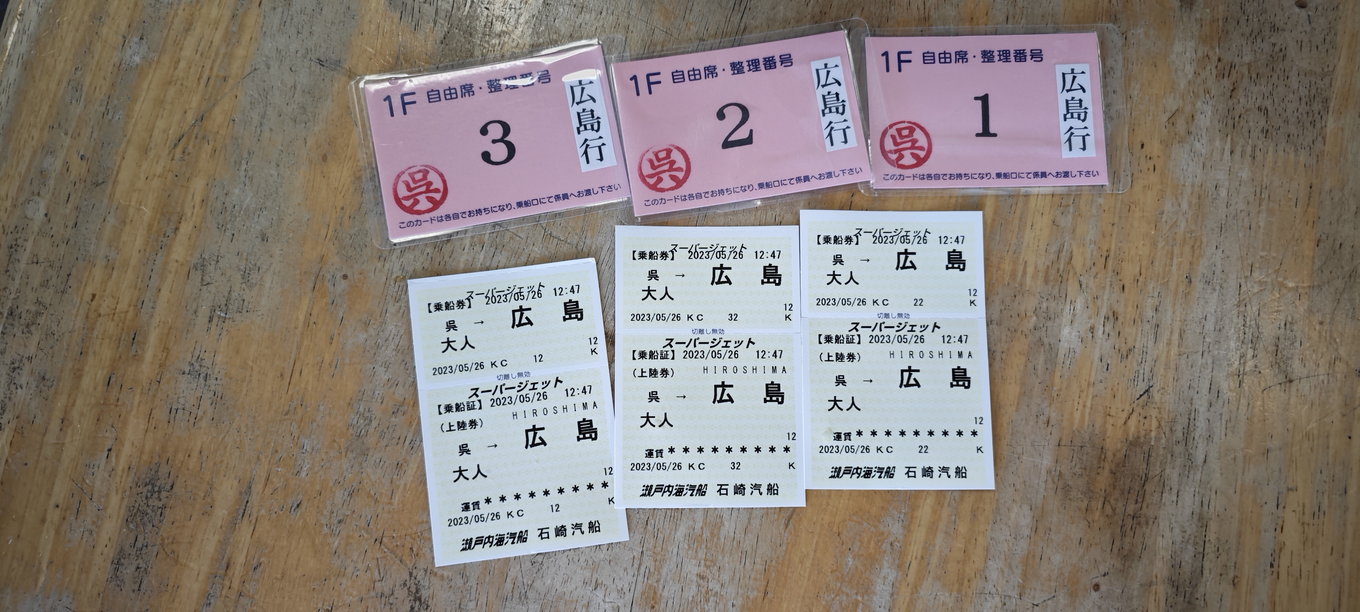 1F 自由席・整理番号
3
広島行
呉
このカードは各自でお持ちになり、乗船口にて係員へお渡し下さい
1F 自由席・整理番号
2
広島行
呉
このカードは各自でお持ちになり、乗船口にて係員へお渡し下さい
1F 自由席・整理番号
1
広島行
呉
このカードは各自でお持ちになり、乗船口にて係員へお渡し下さい
スーパージェット
【乗船券】 2023/05/26 12:47
呉 → 広島
大人
12
2023/05/26 KC 12 K
切離し無効
スーパージェット
【乗船証】 2023/05/26 12:47
(上陸券) HIROSHIMA
呉 → 広島
大人
12
運賃 * * * * * * * * *
2023/05/26 KC 12 K
瀬戸内海汽船 石崎汽船
スーパージェット
【乗船券】 2023/05/26 12:47
呉 → 広島
大人
12
2023/05/26 KC 32 K
切離し無効
スーパージェット
【乗船証】 2023/05/26 12:47
(上陸券) HIROSHIMA
呉 → 広島
大人
12
運賃 * * * * * * * * *
2023/05/26 KC 32 K
瀬戸内海汽船 石崎汽船
スーパージェット
【乗船券】 2023/05/26 12:47
呉 → 広島
大人
12
2023/05/26 KC 22 K
切離し無効
スーパージェット
【乗船証】 2023/05/26 12:47
(上陸券) HIROSHIMA
呉 → 広島
大人
12
運賃 * * * * * * * * *
2023/05/26 KC 22 K
瀬戸内海汽船 石崎汽船